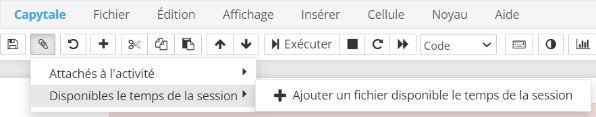 Capytale Fichier Édition Affichage Insérer Cellule Noyau Aide
Exécuter Code
Attachés à l'activité
Disponibles le temps de la session Ajouter un fichier disponible le temps de la session